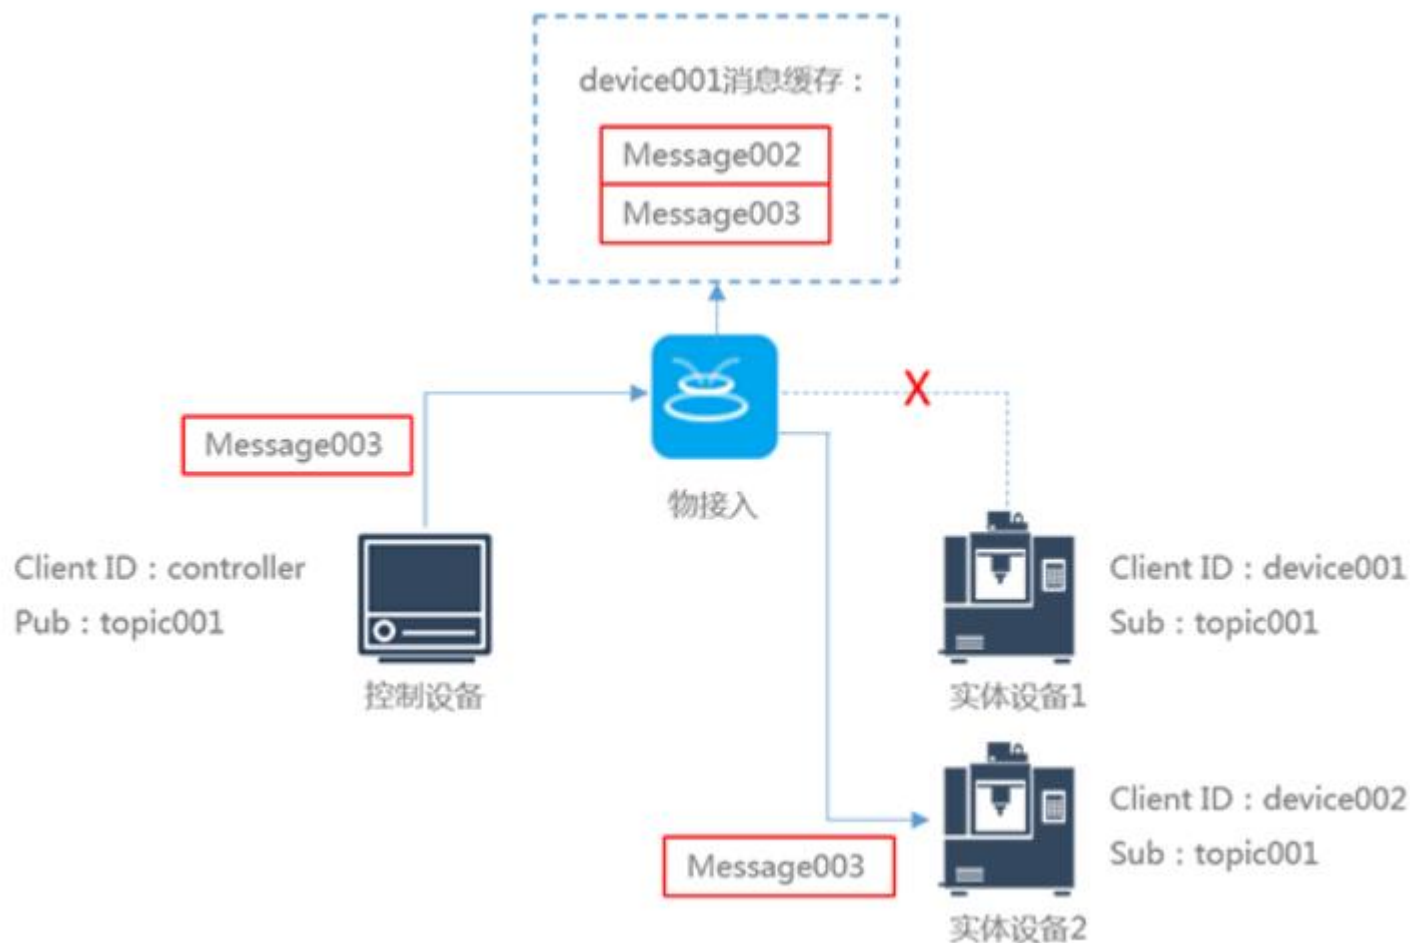 device001消息缓存：
Message002
Message003
Message003
物接入
X
Client ID：controller
Pub：topic001
控制设备
Client ID：device001
Sub：topic001
实体设备1
Client ID：device002
Sub：topic001
Message003
实体设备2